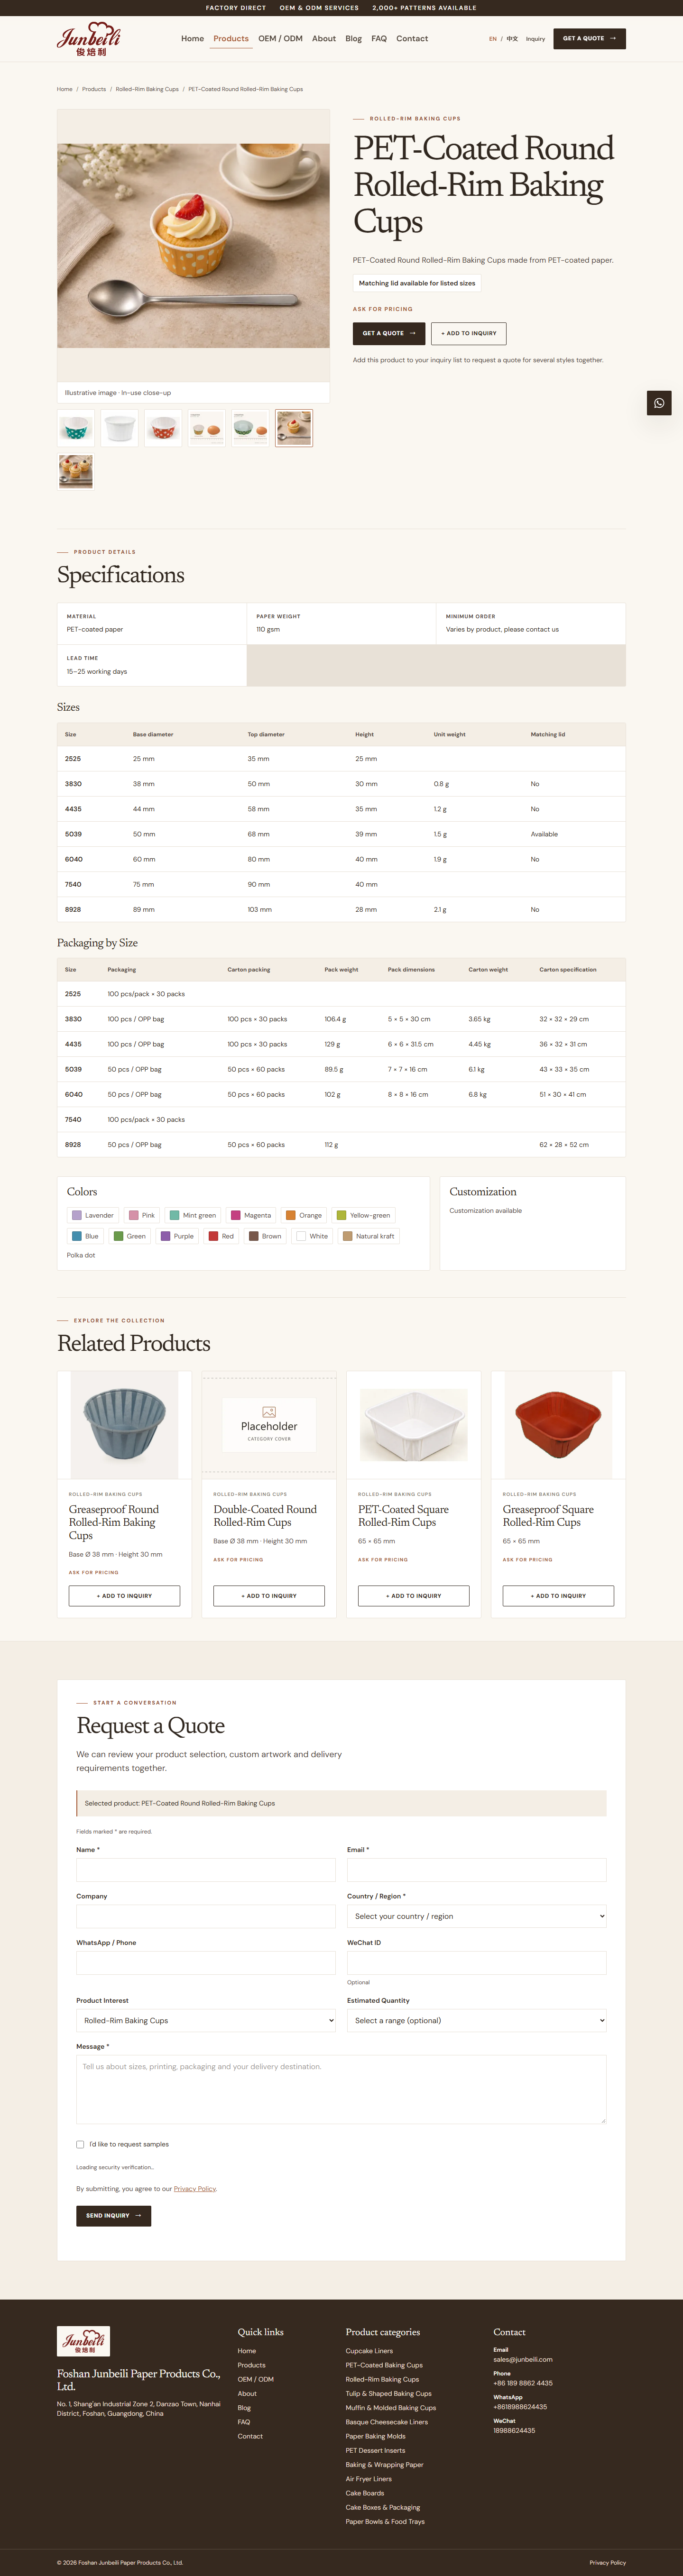 FACTORY DIRECT OEM & ODM SERVICES 2,000+ PATTERNS AVAILABLE
Junbeili
俊焙利
Home Products OEM / ODM About Blog FAQ Contact
EN / 中文 Inquiry GET A QUOTE →
Home / Products / Rolled-Rim Baking Cups / PET-Coated Round Rolled-Rim Baking Cups
ROLLED-RIM BAKING CUPS
PET-Coated Round
Rolled-Rim Baking
Cups
PET-Coated Round Rolled-Rim Baking Cups made from PET-coated paper.
Matching lid available for listed sizes
ASK FOR PRICING
GET A QUOTE → + ADD TO INQUIRY
Add this product to your inquiry list to request a quote for several styles together.
Illustrative image · In-use close-up
PRODUCT DETAILS
Specifications
MATERIAL
PET-coated paper
PAPER WEIGHT
110 gsm
MINIMUM ORDER
Varies by product, please contact us
LEAD TIME
15–25 working days
Sizes
Size Base diameter Top diameter Height Unit weight Matching lid
2525 25 mm 35 mm 25 mm
3830 38 mm 50 mm 30 mm 0.8 g No
4435 44 mm 58 mm 35 mm 1.2 g No
5039 50 mm 68 mm 39 mm 1.5 g Available
6040 60 mm 80 mm 40 mm 1.9 g No
7540 75 mm 90 mm 40 mm
8928 89 mm 103 mm 28 mm 2.1 g No
Packaging by Size
Size Packaging Carton packing Pack weight Pack dimensions Carton weight Carton specification
2525 100 pcs/pack × 30 packs
3830 100 pcs / OPP bag 100 pcs × 30 packs 106.4 g 5 × 5 × 30 cm 3.65 kg 32 × 32 × 29 cm
4435 100 pcs / OPP bag 100 pcs × 30 packs 129 g 6 × 6 × 31.5 cm 4.45 kg 36 × 32 × 31 cm
5039 50 pcs / OPP bag 50 pcs × 60 packs 89.5 g 7 × 7 × 16 cm 6.1 kg 43 × 33 × 35 cm
6040 50 pcs / OPP bag 50 pcs × 60 packs 102 g 8 × 8 × 16 cm 6.8 kg 51 × 30 × 41 cm
7540 100 pcs/pack × 30 packs
8928 50 pcs / OPP bag 50 pcs × 60 packs 112 g 62 × 28 × 52 cm
Colors
Lavender Pink Mint green Magenta Orange Yellow-green
Blue Green Purple Red Brown White Natural kraft
Polka dot
Customization
Customization available
EXPLORE THE COLLECTION
Related Products
ROLLED-RIM BAKING CUPS
Greaseproof Round
Rolled-Rim Baking
Cups
Base Ø 38 mm · Height 30 mm
ASK FOR PRICING
+ ADD TO INQUIRY
Placeholder
CATEGORY COVER
ROLLED-RIM BAKING CUPS
Double-Coated Round
Rolled-Rim Cups
Base Ø 38 mm · Height 30 mm
ASK FOR PRICING
+ ADD TO INQUIRY
ROLLED-RIM BAKING CUPS
PET-Coated Square
Rolled-Rim Cups
65 × 65 mm
ASK FOR PRICING
+ ADD TO INQUIRY
ROLLED-RIM BAKING CUPS
Greaseproof Square
Rolled-Rim Cups
65 × 65 mm
ASK FOR PRICING
+ ADD TO INQUIRY
START A CONVERSATION
Request a Quote
We can review your product selection, custom artwork and delivery
requirements together.
Selected product: PET-Coated Round Rolled-Rim Baking Cups
Fields marked * are required.
Name * Email *
Company Country / Region *
Select your country / region
WhatsApp / Phone WeChat ID
Optional
Product Interest Estimated Quantity
Rolled-Rim Baking Cups Select a range (optional)
Message *
Tell us about sizes, printing, packaging and your delivery destination.
I'd like to request samples
Loading security verification…
By submitting, you agree to our Privacy Policy.
SEND INQUIRY →
Junbeili
俊焙利
Foshan Junbeili Paper Products Co.,
Ltd.
No. 1, Shang'an Industrial Zone 2, Danzao Town, Nanhai
District, Foshan, Guangdong, China
Quick links
Home
Products
OEM / ODM
About
Blog
FAQ
Contact
Product categories
Cupcake Liners
PET-Coated Baking Cups
Rolled-Rim Baking Cups
Tulip & Shaped Baking Cups
Muffin & Molded Baking Cups
Basque Cheesecake Liners
Paper Baking Molds
PET Dessert Inserts
Baking & Wrapping Paper
Air Fryer Liners
Cake Boards
Cake Boxes & Packaging
Paper Bowls & Food Trays
Contact
Email
sales@junbeili.com
Phone
+86 189 8862 4435
WhatsApp
+8618988624435
WeChat
18988624435
© 2026 Foshan Junbeili Paper Products Co., Ltd.
Privacy Policy